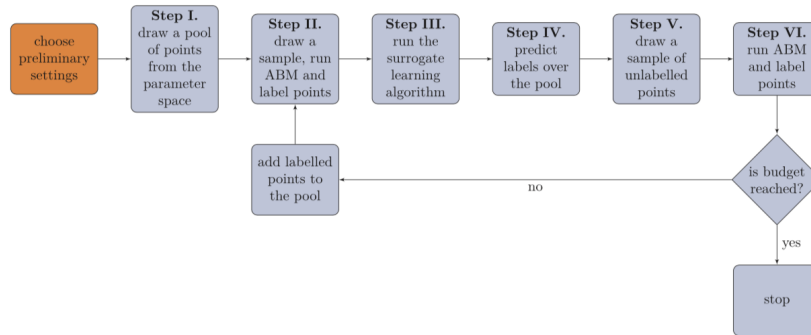 choose
preliminary
settings
Step I.
draw a pool
of points
from the
parameter
space
Step II.
draw a
sample, run
ABM and
label points
Step III.
run the
surrogate
learning
algorithm
Step IV.
predict
labels over
the pool
Step V.
draw a
sample of
unlabelled
points
Step VI.
run ABM
and label
points
add labelled
points to
the pool
no
is budget
reached?
yes
stop